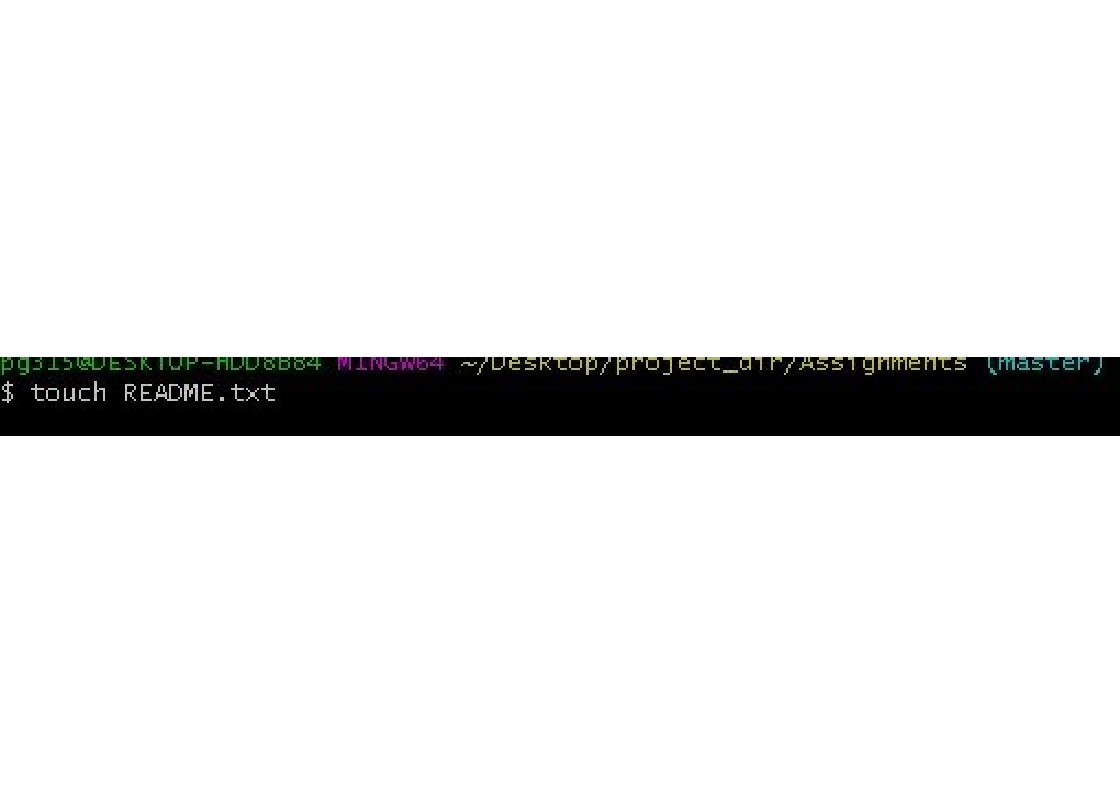 pg315@DESKTOP-HDD8B84 MINGW64 ~/Desktop/project_dir/Assignments (master)
$ touch README.txt